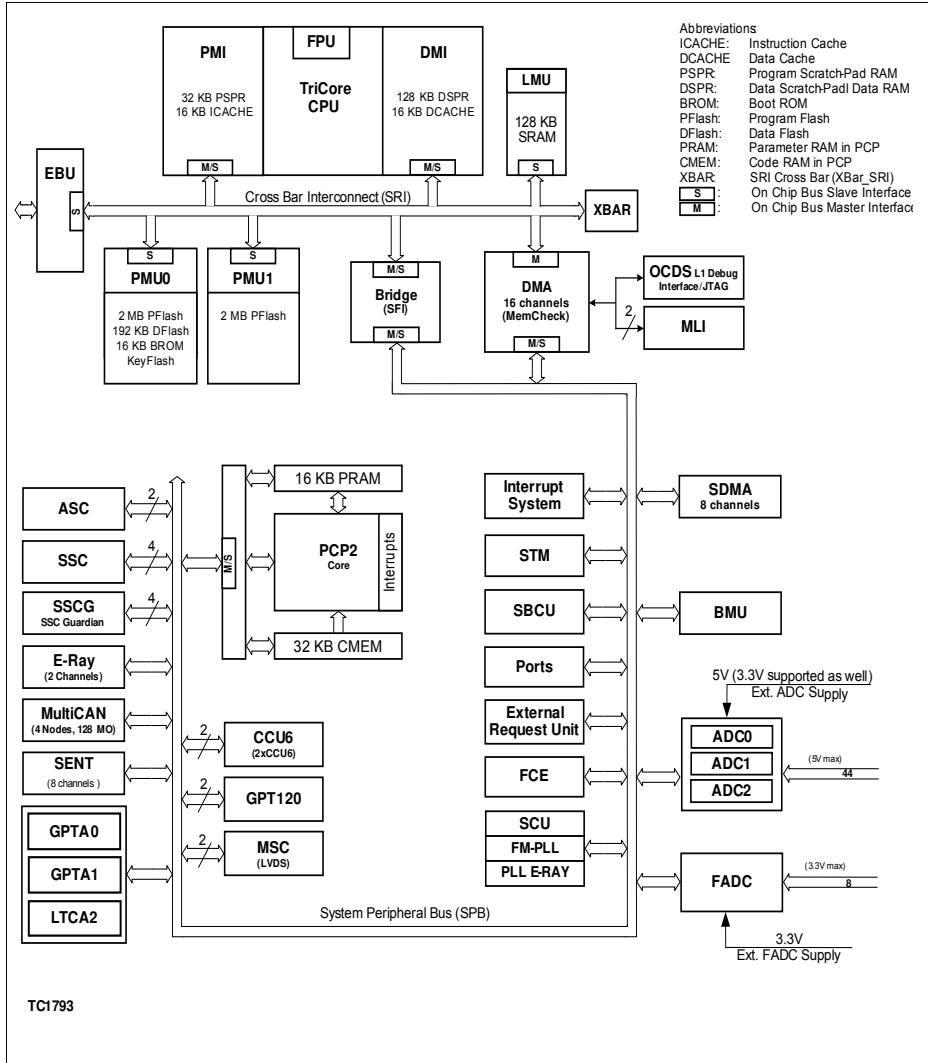 PMI
FPU
DMI
TriCore
CPU
32 KB PSPR
16 KB ICACHE
128 KB DSPR
16 KB DCACHE
M/S
M/S
LMU
128 KB
SRAM
S
Abbreviations
ICACHE: Instruction Cache
DCACHE Data Cache
PSPR: Program Scratch-Pad RAM
DSPR: Data Scratch-Padl Data RAM
BROM: Boot ROM
PFlash: Program Flash
DFlash: Data Flash
PRAM: Parameter RAM in PCP
CMEM: Code RAM in PCP
XBAR: SRI Cross Bar (XBar_SRI)
S : On Chip Bus Slave Interface
M : On Chip Bus Master Interface
EBU
S
Cross Bar Interconnect (SRI)
XBAR
S
PMU0
2 MB PFlash
192 KB DFlash
16 KB BROM
KeyFlash
S
PMU1
2 MB PFlash
M/S
Bridge
(SFI)
M/S
M
DMA
16 channels
(MemCheck)
M/S
OCDS L1 Debug
Interface/JTAG
2
MLI
ASC
2
SSC
4
SSCG
SSC Guardian
4
E-Ray
(2 Channels)
MultiCAN
(4 Nodes, 128 MO)
SENT
(8 channels )
GPTA0
GPTA1
LTCA2
M/S
16 KB PRAM
PCP2
Core
Interrupts
32 KB CMEM
2
CCU6
(2xCCU6)
2
GPT120
2
MSC
(LVDS)
Interrupt
System
STM
SBCU
Ports
External
Request Unit
FCE
SCU
FM-PLL
PLL E-RAY
SDMA
8 channels
BMU
5V (3.3V supported as well)
Ext. ADC Supply
ADC0
ADC1
ADC2
(5V max)
44
FADC
(3.3V max)
8
3.3V
Ext. FADC Supply
System Peripheral Bus (SPB)
TC1793